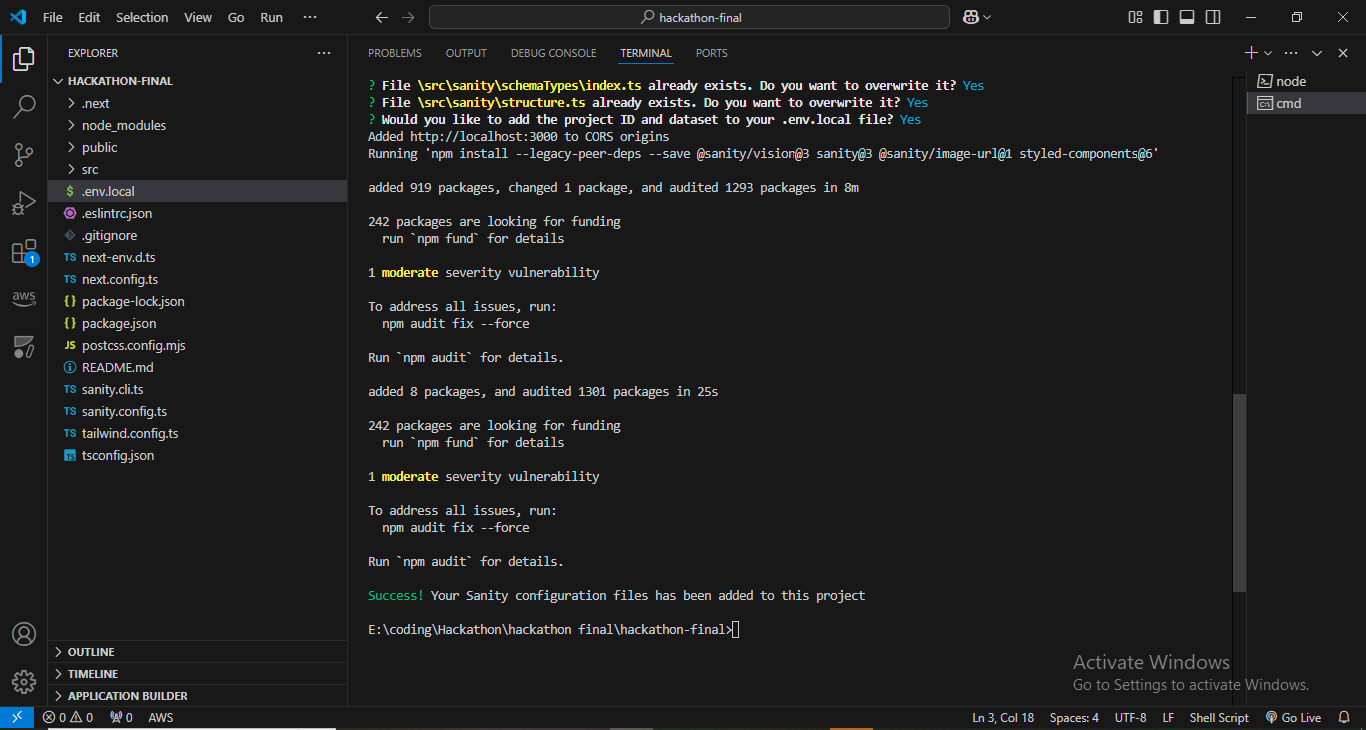 File Edit Selection View Go Run ···
hackathon-final
EXPLORER ···
HACKATHON-FINAL
.next
node_modules
public
src
$ .env.local
.eslintrc.json
.gitignore
TS next-env.d.ts
TS next.config.ts
{} package-lock.json
{} package.json
JS postcss.config.mjs
README.md
TS sanity.cli.ts
TS sanity.config.ts
TS tailwind.config.ts
TS tsconfig.json
OUTLINE
TIMELINE
APPLICATION BUILDER
1
aws
PROBLEMS OUTPUT DEBUG CONSOLE TERMINAL PORTS
? File \src\sanity\schemaTypes\index.ts already exists. Do you want to overwrite it? Yes
? File \src\sanity\structure.ts already exists. Do you want to overwrite it? Yes
? Would you like to add the project ID and dataset to your .env.local file? Yes
Added http://localhost:3000 to CORS origins
Running 'npm install --legacy-peer-deps --save @sanity/vision@3 sanity@3 @sanity/image-url@1 styled-components@6'
added 919 packages, changed 1 package, and audited 1293 packages in 8m
242 packages are looking for funding
run `npm fund` for details
1 moderate severity vulnerability
To address all issues, run:
npm audit fix --force
Run `npm audit` for details.
added 8 packages, and audited 1301 packages in 25s
242 packages are looking for funding
run `npm fund` for details
1 moderate severity vulnerability
To address all issues, run:
npm audit fix --force
Run `npm audit` for details.
Success! Your Sanity configuration files has been added to this project
E:\coding\Hackathon\hackathon final\hackathon-final>
node
cmd
Activate Windows
Go to Settings to activate Windows.
0 0 0 AWS
Ln 3, Col 18 Spaces: 4 UTF-8 LF Shell Script Go Live